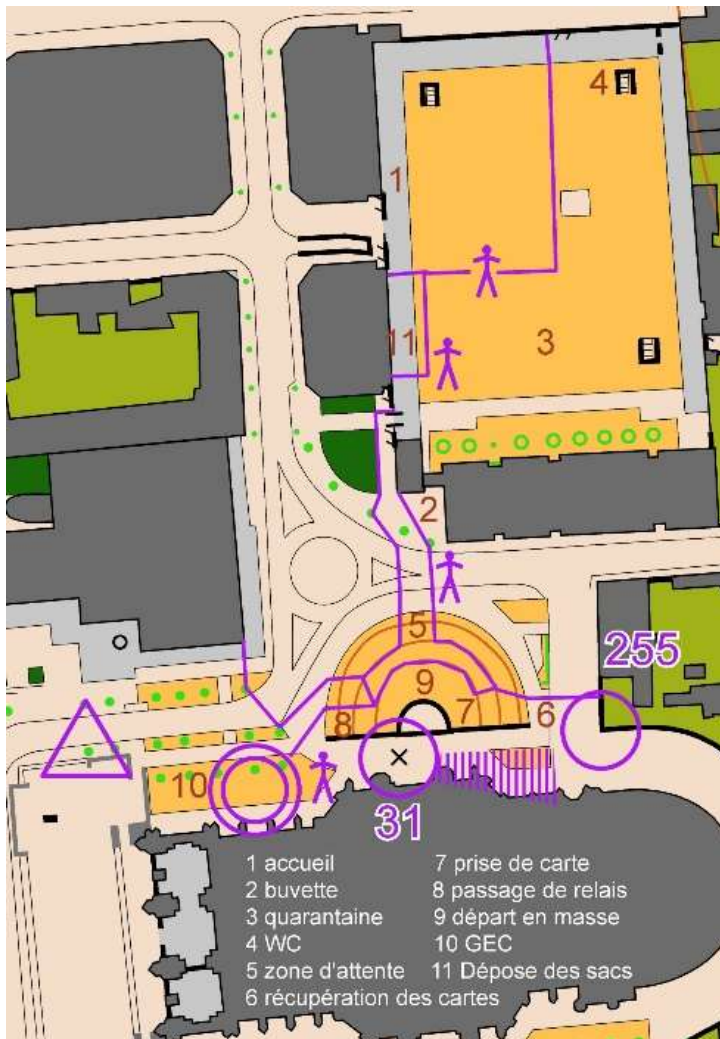 4
1
11
3
2
5
255
9
7
6
8
10
31
1 accueil
2 buvette
3 quarantaine
4 WC
5 zone d'attente
6 récupération des cartes
7 prise de carte
8 passage de relais
9 départ en masse
10 GEC
11 Dépose des sacs